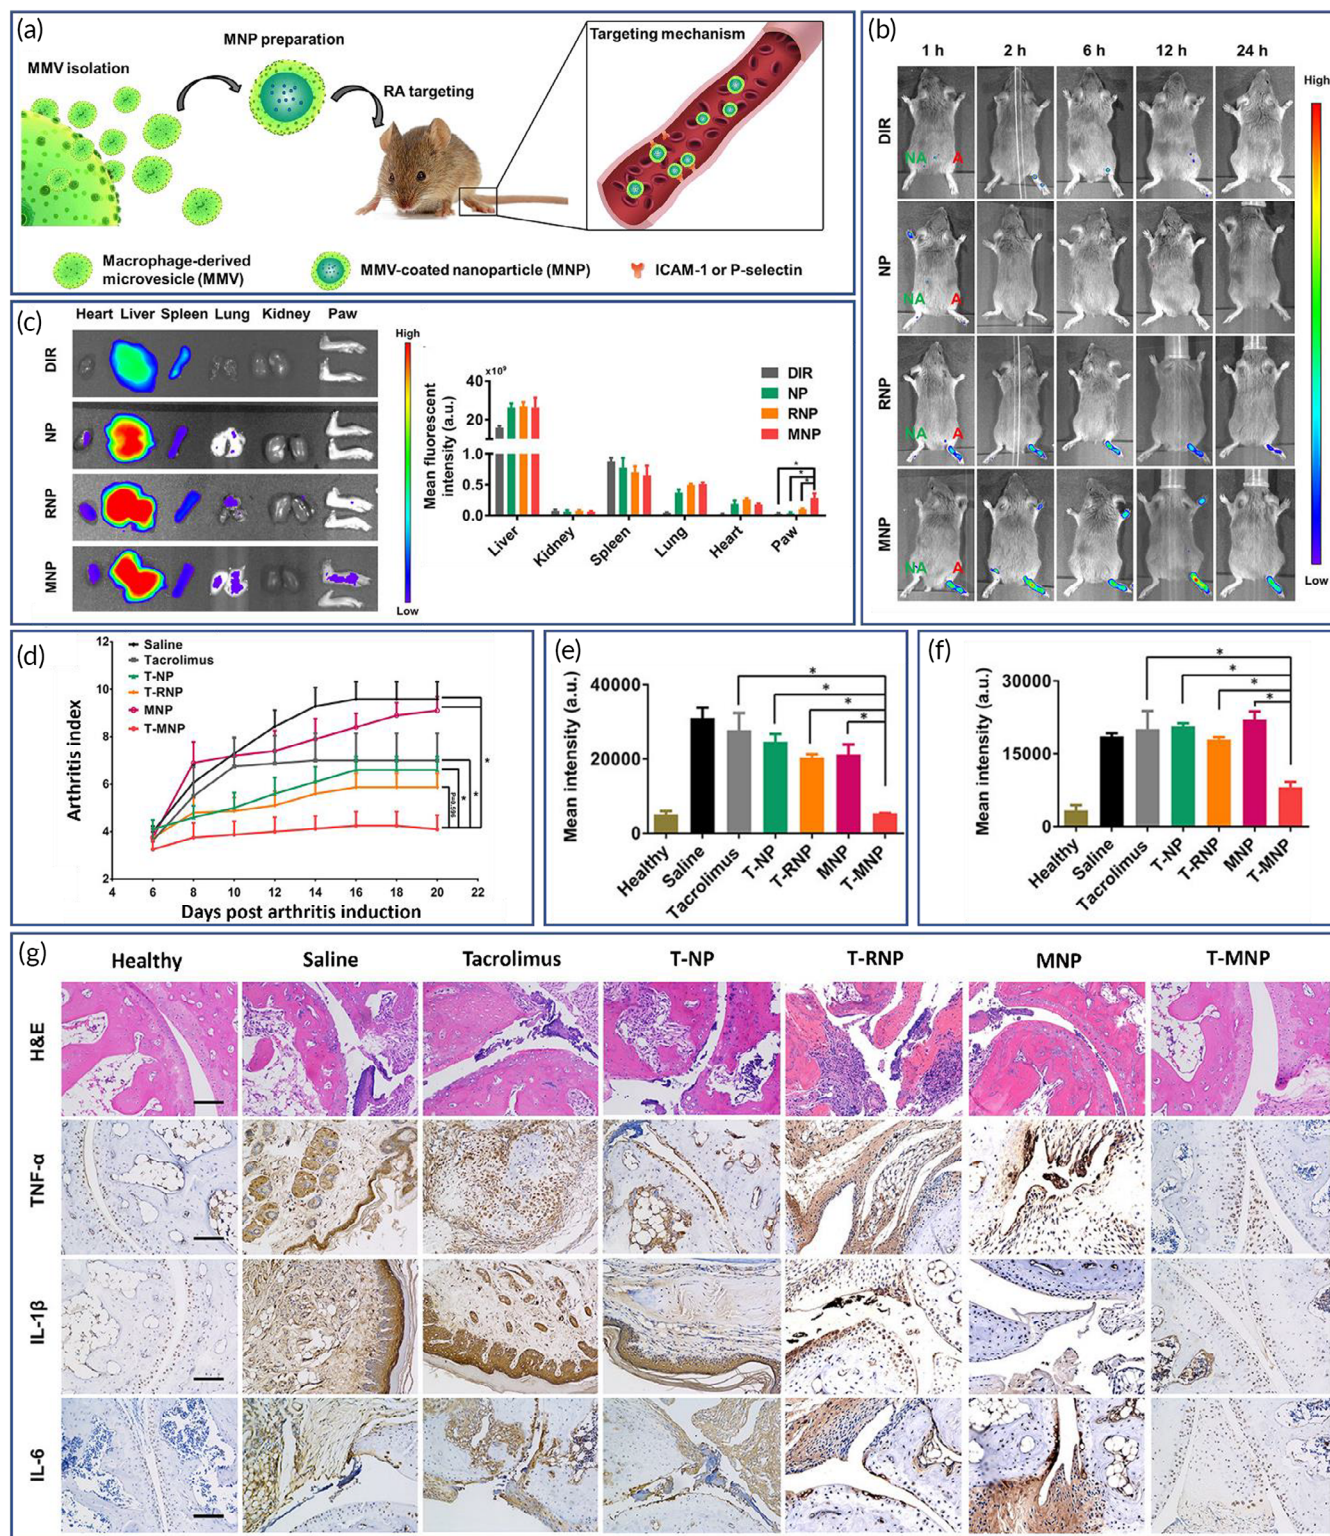 (a)
MMV isolation
MNP preparation
RA targeting
Targeting mechanism
Macrophage-derived
microvesicle (MMV)
MMV-coated nanoparticle (MNP)
ICAM-1 or P-selectin
(b)
1 h 2 h 6 h 12 h 24 h
DIR
NA A
NP
NA A
RNP
NA A
MNP
NA A
High
Low
(c)
Heart Liver Spleen Lung Kidney Paw
DIR
NP
RNP
MNP
High
Low
×10⁹
40
20
1.0
0.5
0.0
Mean fluorescent
intensity (a.u.)
DIR
NP
RNP
MNP
* * *
Liver Kidney Spleen Lung Heart Paw
(d)
Saline
Tacrolimus
T-NP
T-RNP
MNP
T-MNP
Arthritis index
12
10
8
6
4
2
4 6 8 10 12 14 16 18 20 22
Days post arthritis induction
P=0.596
* * *
(e)
Mean intensity (a.u.)
40000
20000
0
* * * *
Healthy Saline Tacrolimus T-NP T-RNP MNP T-MNP
(f)
Mean intensity (a.u.)
30000
15000
0
* * * *
Healthy Saline Tacrolimus T-NP T-RNP MNP T-MNP
(g)
Healthy Saline Tacrolimus T-NP T-RNP MNP T-MNP
H&E
TNF-α
IL-1β
IL-6